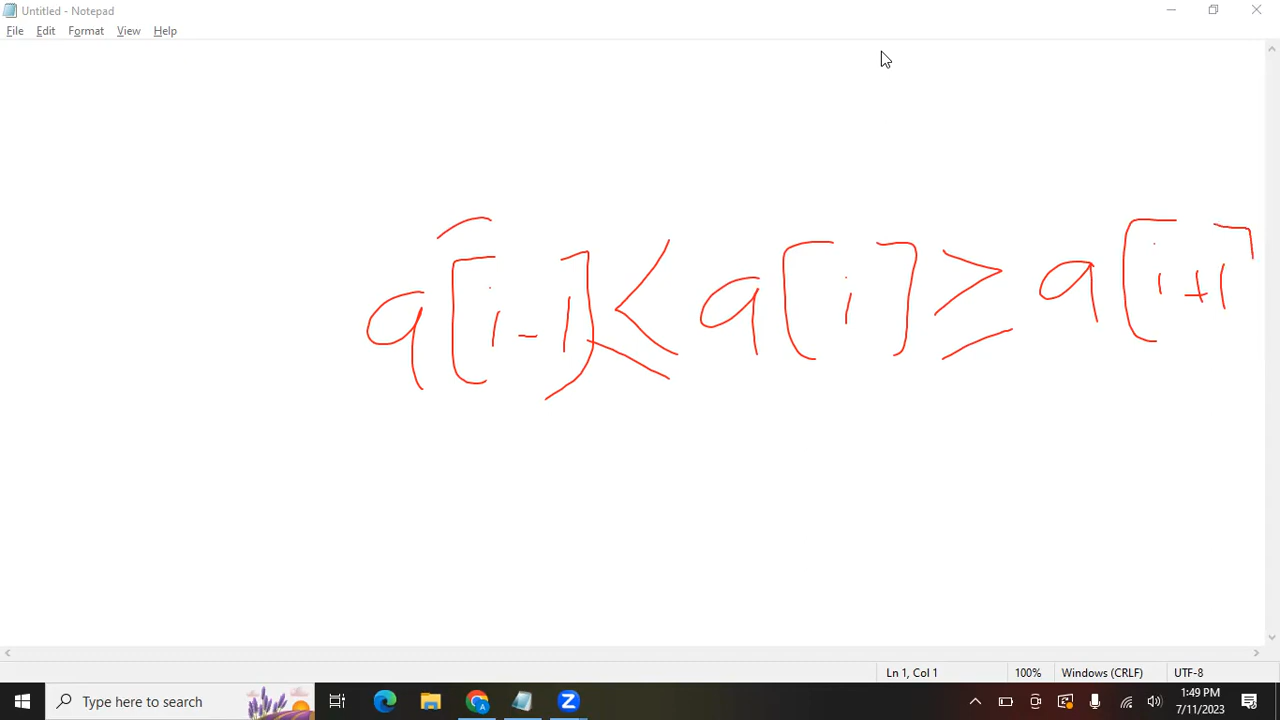 Untitled - Notepad
File Edit Format View Help
a[i-1] ≤ a[i] ≥ a[i+1]
Ln 1, Col 1 100% Windows (CRLF) UTF-8
Type here to search
1:49 PM
7/11/2023